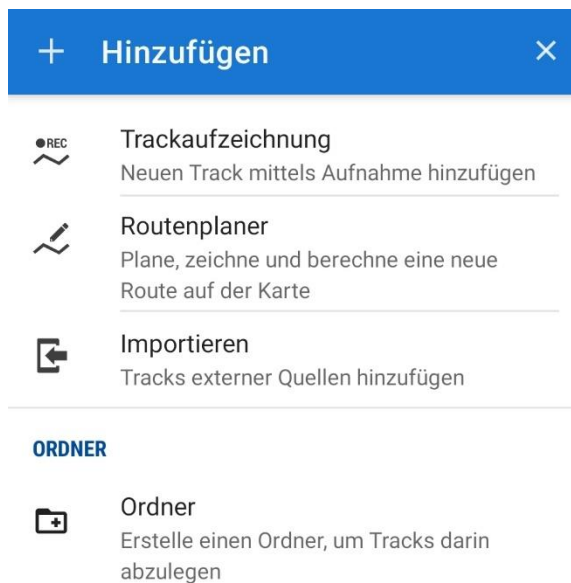 Hinzufügen
REC
Trackaufzeichnung
Neuen Track mittels Aufnahme hinzufügen
Routenplaner
Plane, zeichne und berechne eine neue
Route auf der Karte
Importieren
Tracks externer Quellen hinzufügen
ORDNER
Ordner
Erstelle einen Ordner, um Tracks darin
abzulegen